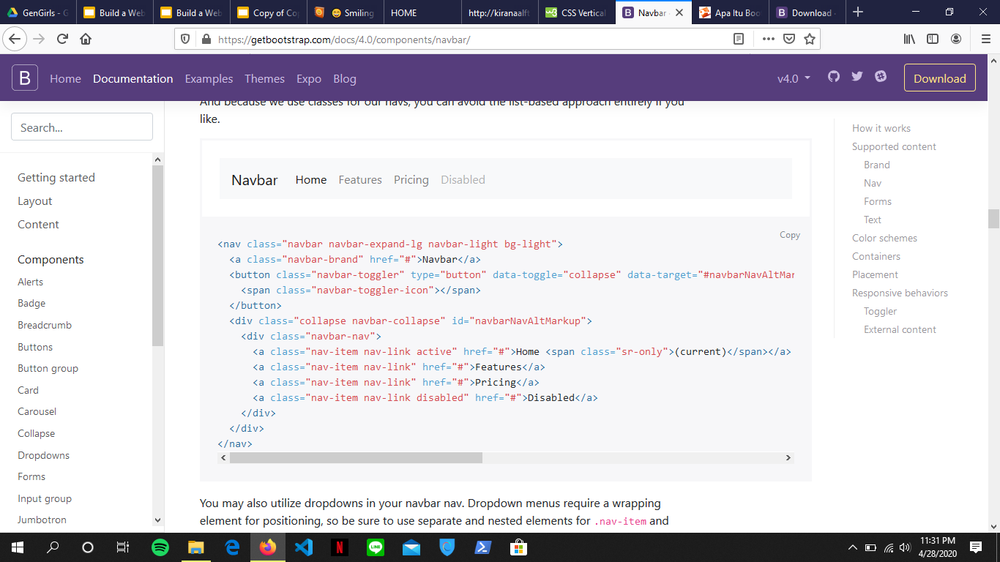 GenGirls - G
Build a Web
Build a Web
Copy of Co
Smiling
HOME
http://kiranaalft
CSS Vertical
Navbar ·
Apa Itu Boo
Download ·
https://getbootstrap.com/docs/4.0/components/navbar/
B Home Documentation Examples Themes Expo Blog v4.0 Download
And because we use classes for our navs, you can avoid the list-based approach entirely if you
like.
Search...
Getting started
Layout
Content
Components
Alerts
Badge
Breadcrumb
Buttons
Button group
Card
Carousel
Collapse
Dropdowns
Forms
Input group
Jumbotron
Navbar Home Features Pricing Disabled
Copy
<nav class="navbar navbar-expand-lg navbar-light bg-light">
  <a class="navbar-brand" href="#">Navbar</a>
  <button class="navbar-toggler" type="button" data-toggle="collapse" data-target="#navbarNavAltMar
    <span class="navbar-toggler-icon"></span>
  </button>
  <div class="collapse navbar-collapse" id="navbarNavAltMarkup">
    <div class="navbar-nav">
      <a class="nav-item nav-link active" href="#">Home <span class="sr-only">(current)</span></a>
      <a class="nav-item nav-link" href="#">Features</a>
      <a class="nav-item nav-link" href="#">Pricing</a>
      <a class="nav-item nav-link disabled" href="#">Disabled</a>
    </div>
  </div>
</nav>
You may also utilize dropdowns in your navbar nav. Dropdown menus require a wrapping
element for positioning, so be sure to use separate and nested elements for .nav-item and
How it works
Supported content
Brand
Nav
Forms
Text
Color schemes
Containers
Placement
Responsive behaviors
Toggler
External content
11:31 PM
4/28/2020